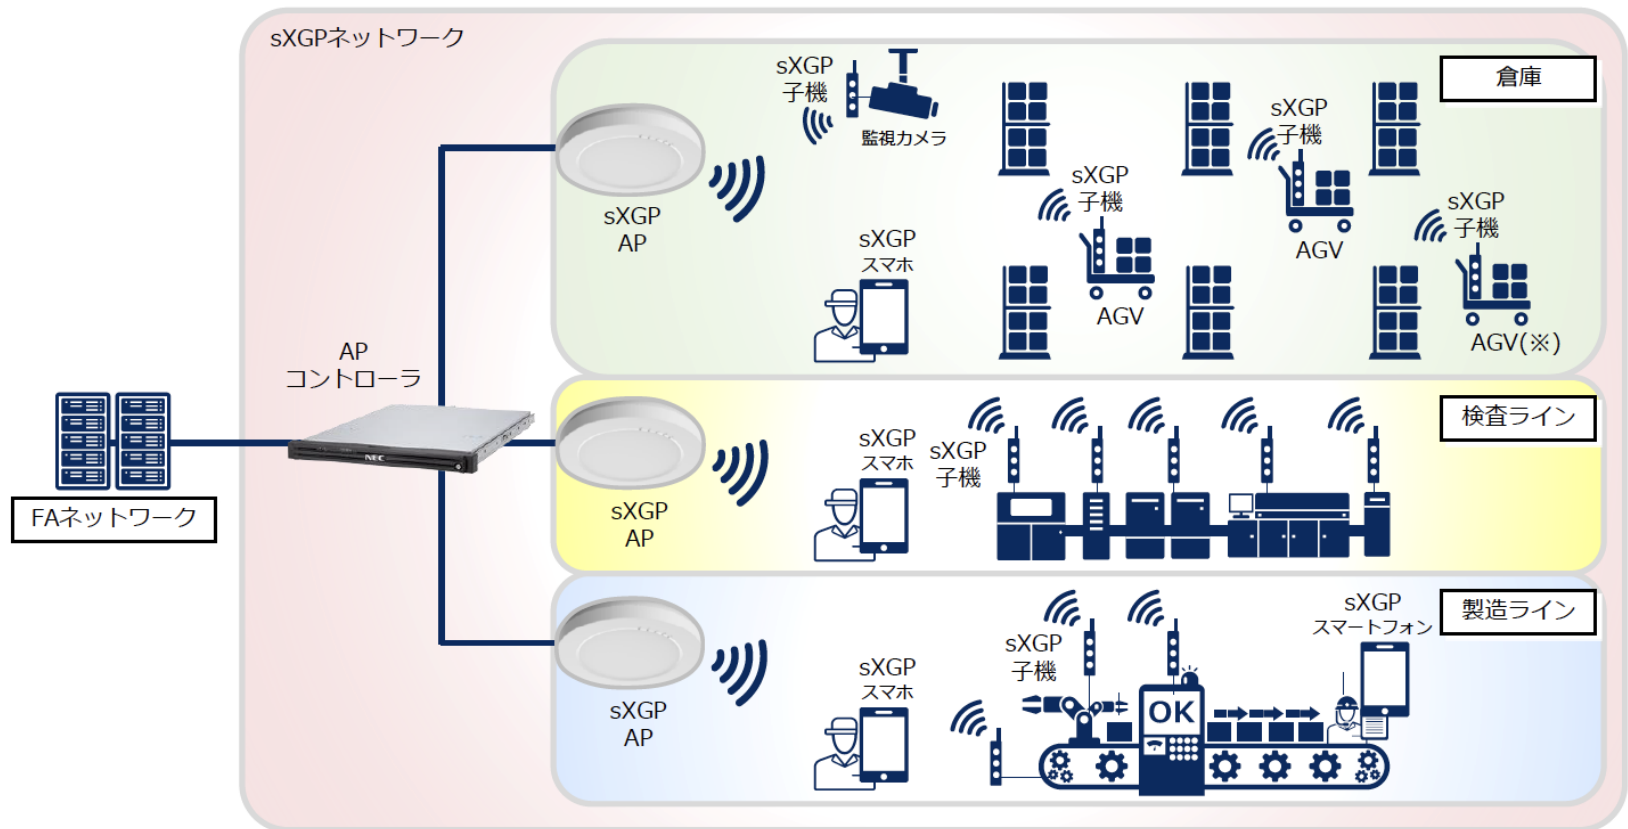 sXGPネットワーク
倉庫
sXGP
子機
監視カメラ
sXGP
子機
AGV
sXGP
子機
AGV
sXGP
子機
AGV(※)
sXGP
AP
sXGP
スマホ
AP
コントローラ
NEC
FAネットワーク
検査ライン
sXGP
AP
sXGP
スマホ
sXGP
子機
製造ライン
sXGP
AP
sXGP
スマホ
sXGP
子機
OK
sXGP
スマートフォン